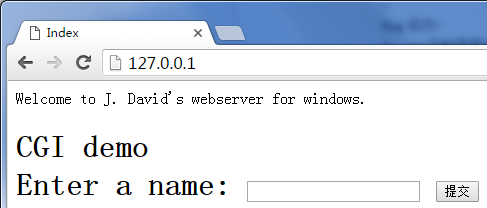 Index
127.0.0.1
Welcome to J. David's webserver for windows.
CGI demo
Enter a name:
提交